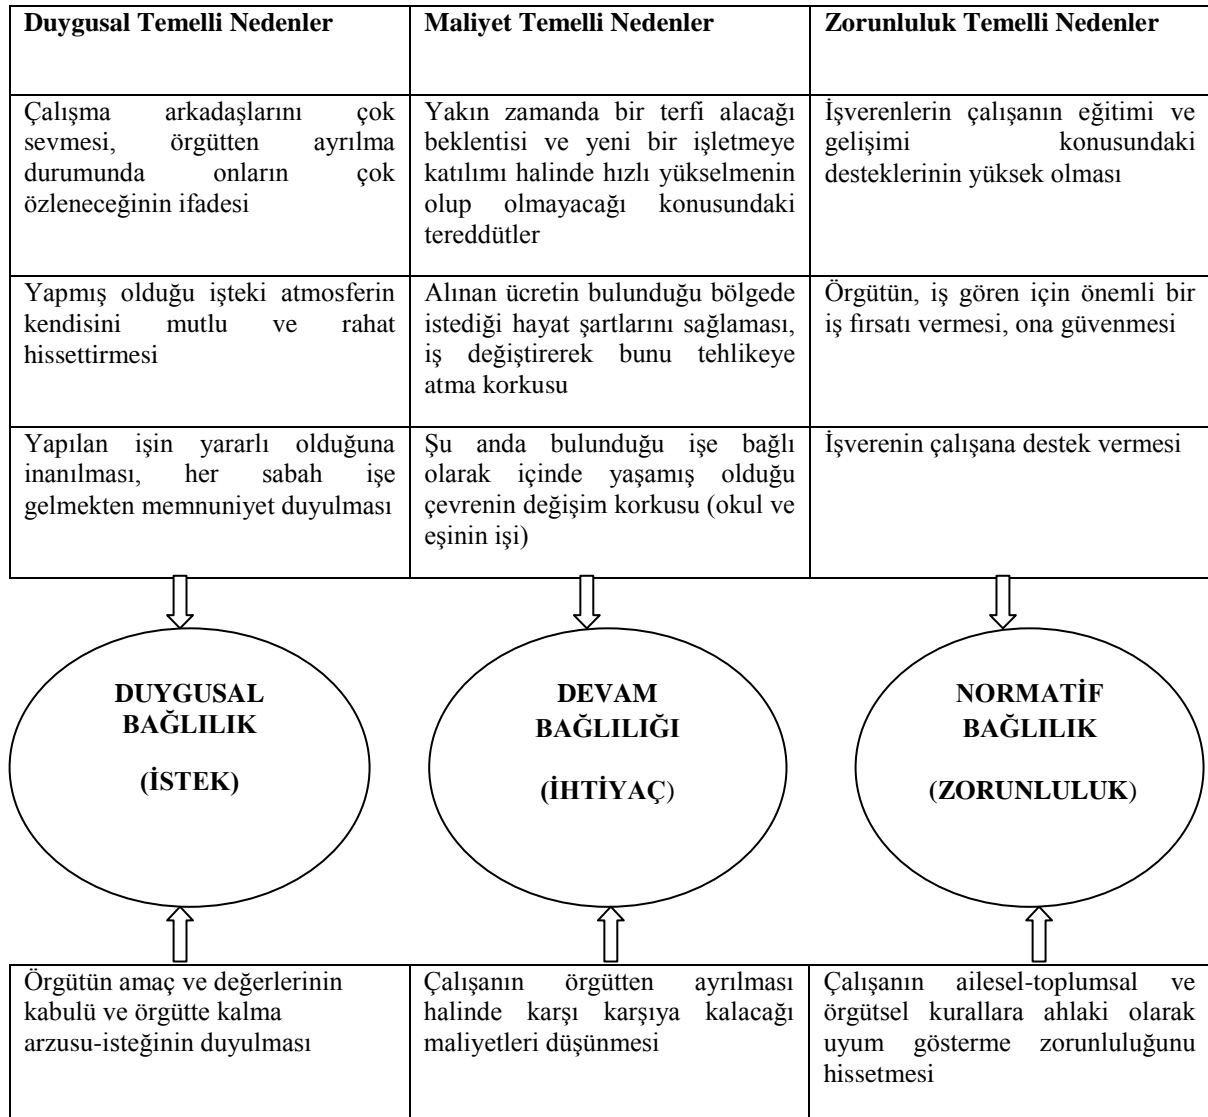 Duygusal Temelli Nedenler
Maliyet Temelli Nedenler
Zorunluluk Temelli Nedenler
Çalışma arkadaşlarını çok
sevmesi, örgütten ayrılma
durumunda onların çok
özleneceğinin ifadesi
Yakın zamanda bir terfi alacağı
beklentisi ve yeni bir işletmeye
katılımı halinde hızlı yükselmenin
olup olmayacağı konusundaki
tereddütler
İşverenlerin çalışanın eğitimi ve
gelişimi konusundaki
desteklerinin yüksek olması
Yapmış olduğu işteki atmosferin
kendisini mutlu ve rahat
hissettirmesi
Alınan ücretin bulunduğu bölgede
istediği hayat şartlarını sağlaması,
iş değiştirerek bunu tehlikeye
atma korkusu
Örgütün, iş gören için önemli bir
iş fırsatı vermesi, ona güvenmesi
Yapılan işin yararlı olduğuna
inanılması, her sabah işe
gelmekten memnuniyet duyulması
Şu anda bulunduğu işe bağlı
olarak içinde yaşamış olduğu
çevrenin değişim korkusu (okul ve
eşinin işi)
İşverenin çalışana destek vermesi
DUYGUSAL
BAĞLILIK
(İSTEK)
DEVAM
BAĞLILIĞI
(İHTİYAÇ)
NORMATİF
BAĞLILIK
(ZORUNLULUK)
Örgütün amaç ve değerlerinin
kabulü ve örgütte kalma
arzusu-isteğinin duyulması
Çalışanın örgütten ayrılması
halinde karşı karşıya kalacağı
maliyetleri düşünmesi
Çalışanın ailesel-toplumsal ve
örgütsel kurallara ahlaki olarak
uyum gösterme zorunluluğunu
hissetmesi